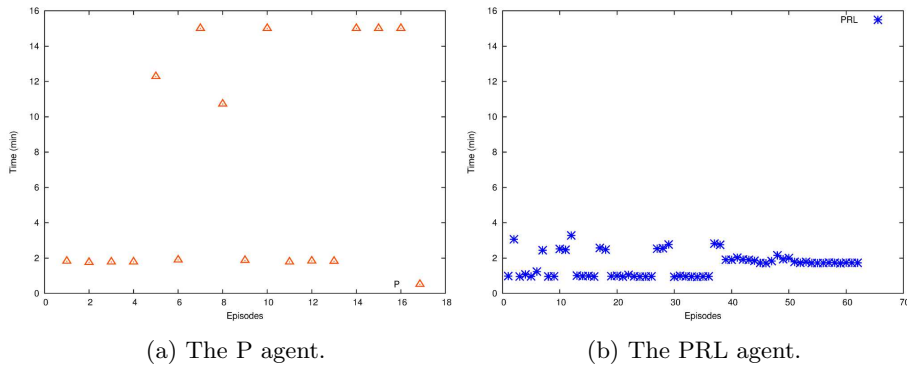 16
14
12
10
8
6
4
2
0
Time (min)
0 2 4 6 8 10 12 14 16 18
Episodes
P
(a) The P agent.
16
14
12
10
8
6
4
2
0
Time (min)
0 10 20 30 40 50 60 70
Episodes
PRL
(b) The PRL agent.